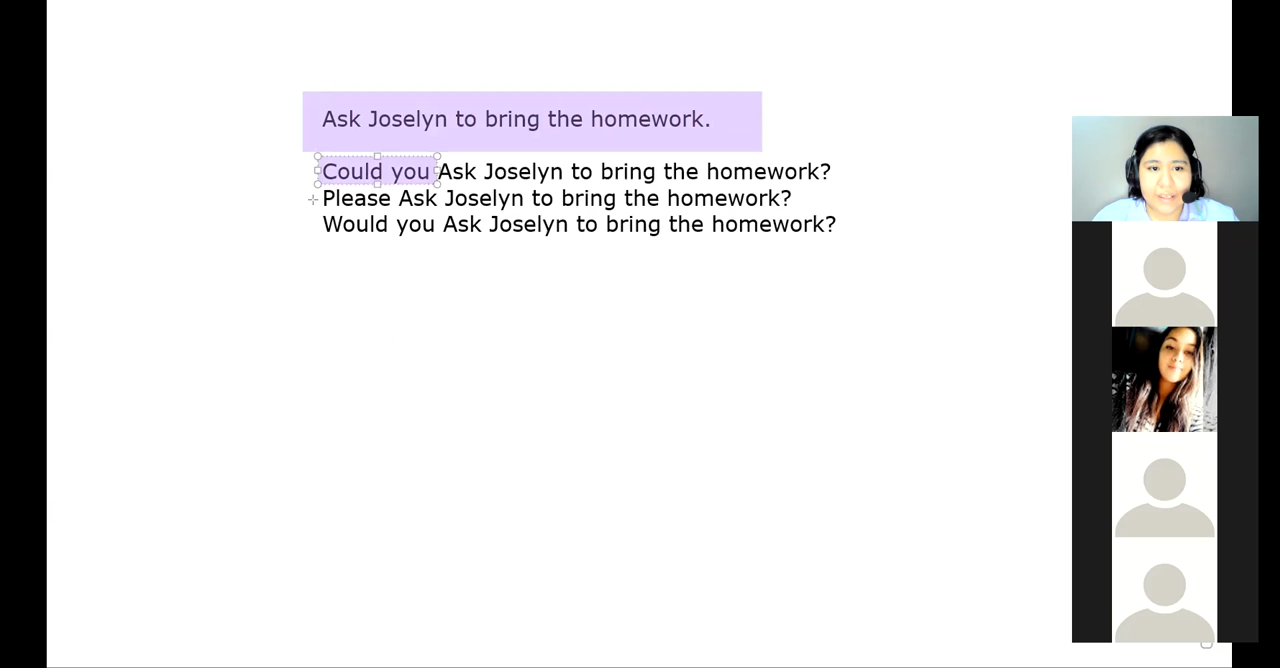 Ask Joselyn to bring the homework.
Could you Ask Joselyn to bring the homework?
Please Ask Joselyn to bring the homework?
Would you Ask Joselyn to bring the homework?